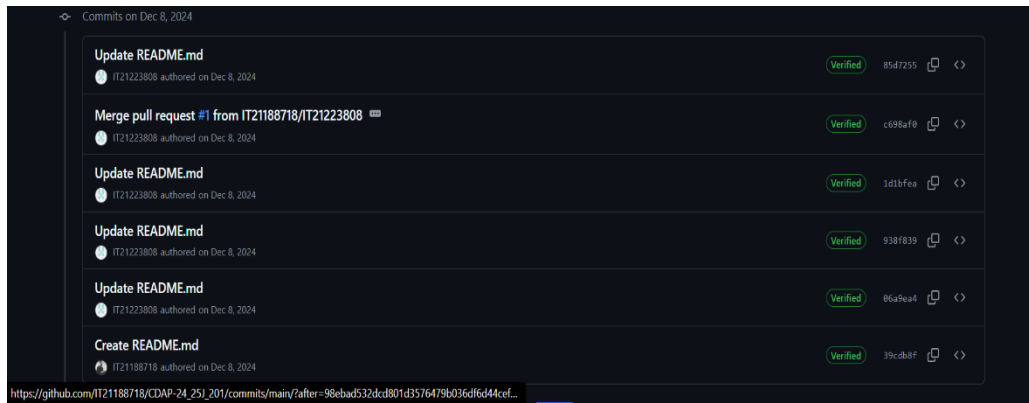 Commits on Dec 8, 2024
Update README.md
IT21223808 authored on Dec 8, 2024
Verified
85d7255
Merge pull request #1 from IT21188718/IT21223808
IT21223808 authored on Dec 8, 2024
Verified
c698af0
Update README.md
IT21223808 authored on Dec 8, 2024
Verified
1d1bfea
Update README.md
IT21223808 authored on Dec 8, 2024
Verified
938f839
Update README.md
IT21223808 authored on Dec 8, 2024
Verified
06a9ea4
Create README.md
IT21188718 authored on Dec 8, 2024
Verified
39cdb8f
https://github.com/IT21188718/CDAP-24_25J_201/commits/main/?after=98ebad532dcd801d3576479b036df6d44cef...